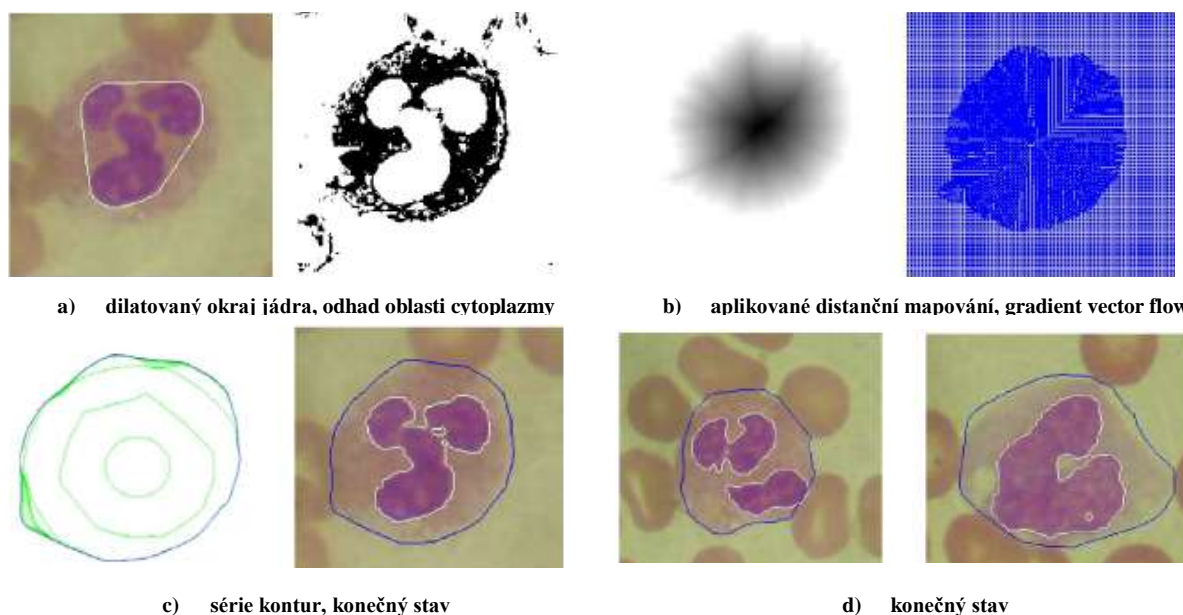 a) dilatovaný okraj jádra, odhad oblasti cytoplazmy
b) aplikované distanční mapování, gradient vector flow
c) série kontur, konečný stav
d) konečný stav